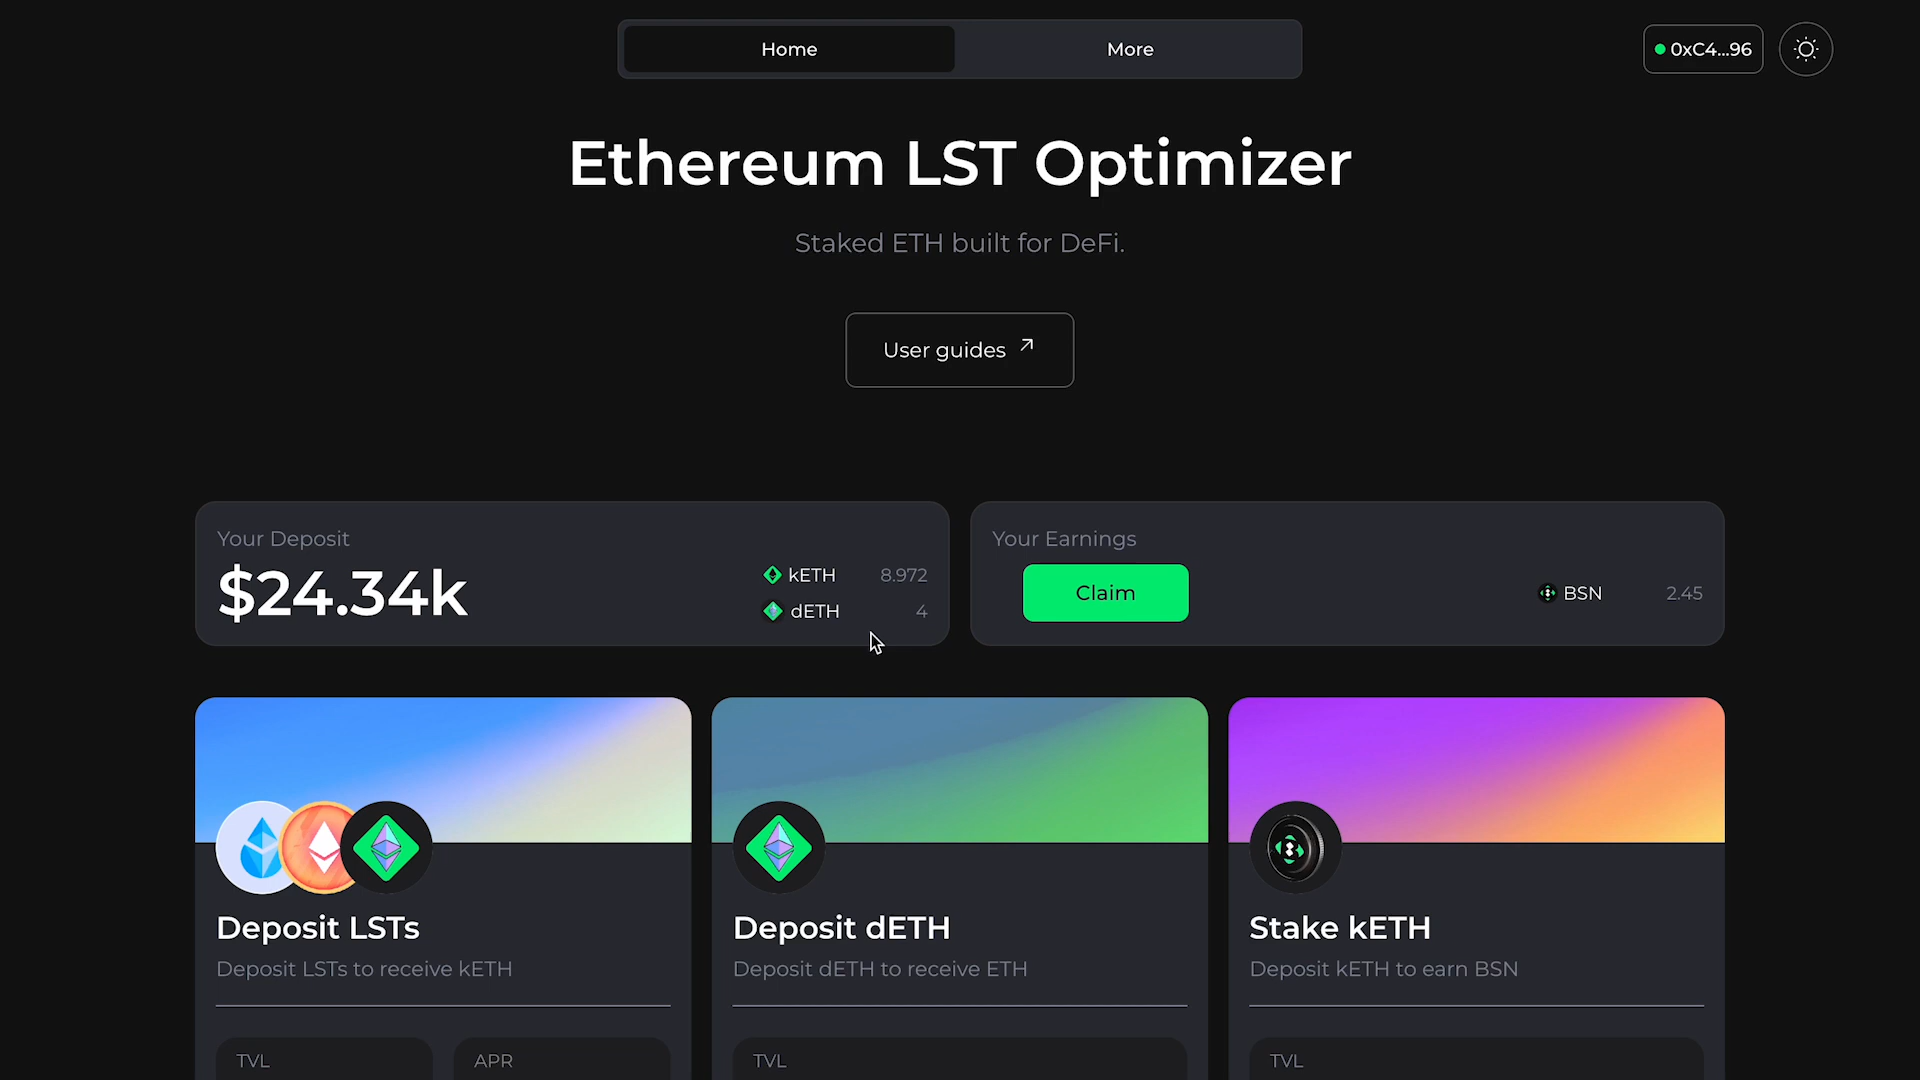 Home
More
0xC4...96
Ethereum LST Optimizer
Staked ETH built for DeFi.
User guides
Your Deposit
$24.34k
kETH 8.972
dETH 4
Your Earnings
Claim
BSN 2.45
Deposit LSTs
Deposit LSTs to receive kETH
TVL
APR
Deposit dETH
Deposit dETH to receive ETH
TVL
Stake kETH
Deposit kETH to earn BSN
TVL